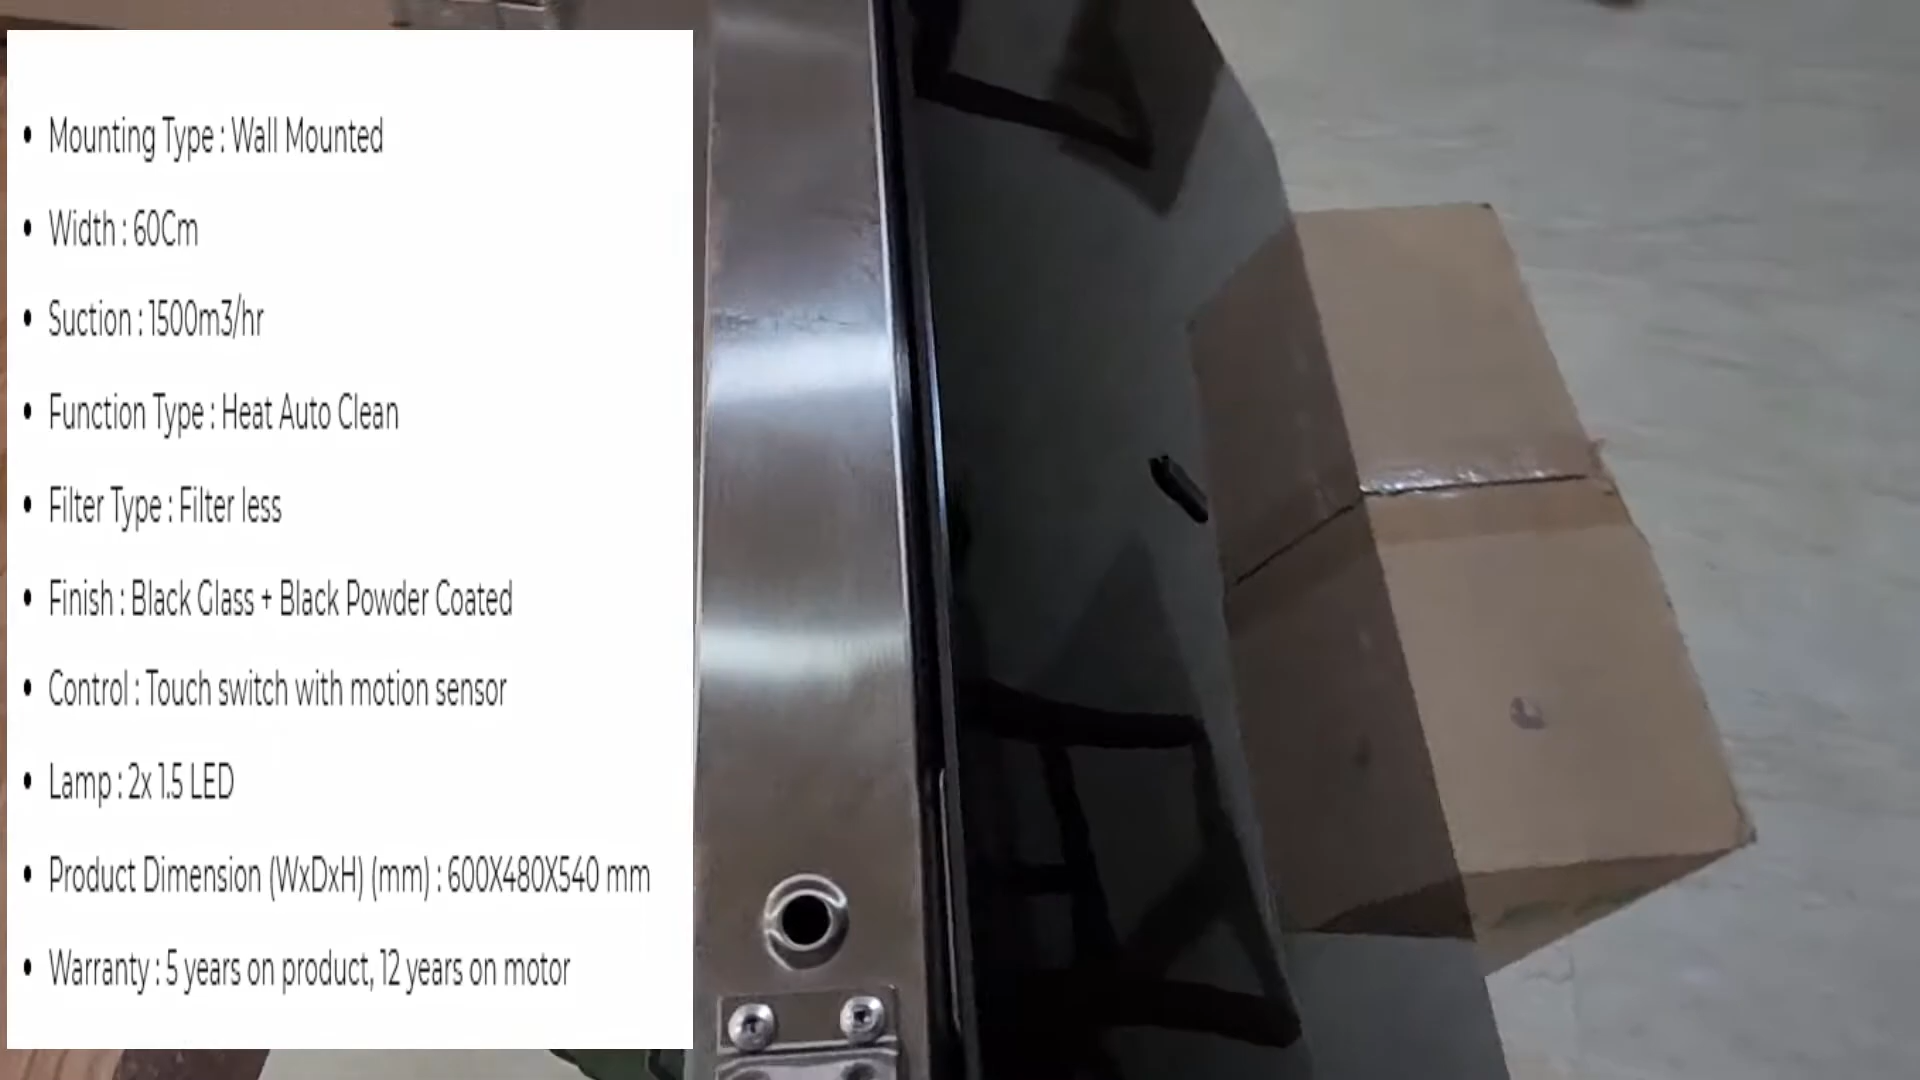 • Mounting Type : Wall Mounted
• Width : 60Cm
• Suction : 1500m3/hr
• Function Type : Heat Auto Clean
• Filter Type : Filter less
• Finish : Black Glass + Black Powder Coated
• Control : Touch switch with motion sensor
• Lamp : 2x 1.5 LED
• Product Dimension (WxDxH) (mm) : 600X480X540 mm
• Warranty : 5 years on product, 12 years on motor